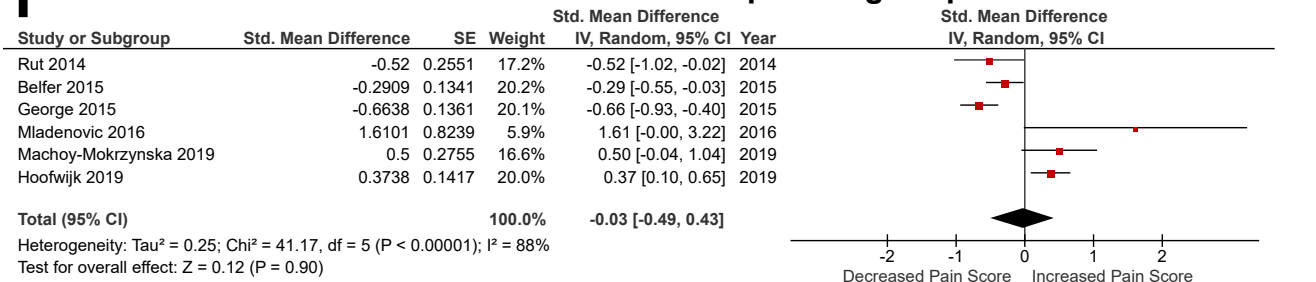 Std. Mean Difference Std. Mean Difference
Study or Subgroup Std. Mean Difference SE Weight IV, Random, 95% CI Year IV, Random, 95% CI
Rut 2014 -0.52 0.2551 17.2% -0.52 [-1.02, -0.02] 2014
Belfer 2015 -0.2909 0.1341 20.2% -0.29 [-0.55, -0.03] 2015
George 2015 -0.6638 0.1361 20.1% -0.66 [-0.93, -0.40] 2015
Mladenovic 2016 1.6101 0.8239 5.9% 1.61 [-0.00, 3.22] 2016
Machoy-Mokrzynska 2019 0.5 0.2755 16.6% 0.50 [-0.04, 1.04] 2019
Hoofwijk 2019 0.3738 0.1417 20.0% 0.37 [0.10, 0.65] 2019
Total (95% CI) 100.0% -0.03 [-0.49, 0.43]
Heterogeneity: Tau² = 0.25; Chi² = 41.17, df = 5 (P < 0.00001); I² = 88%
Test for overall effect: Z = 0.12 (P = 0.90)
-2 -1 0 1 2
Decreased Pain Score Increased Pain Score